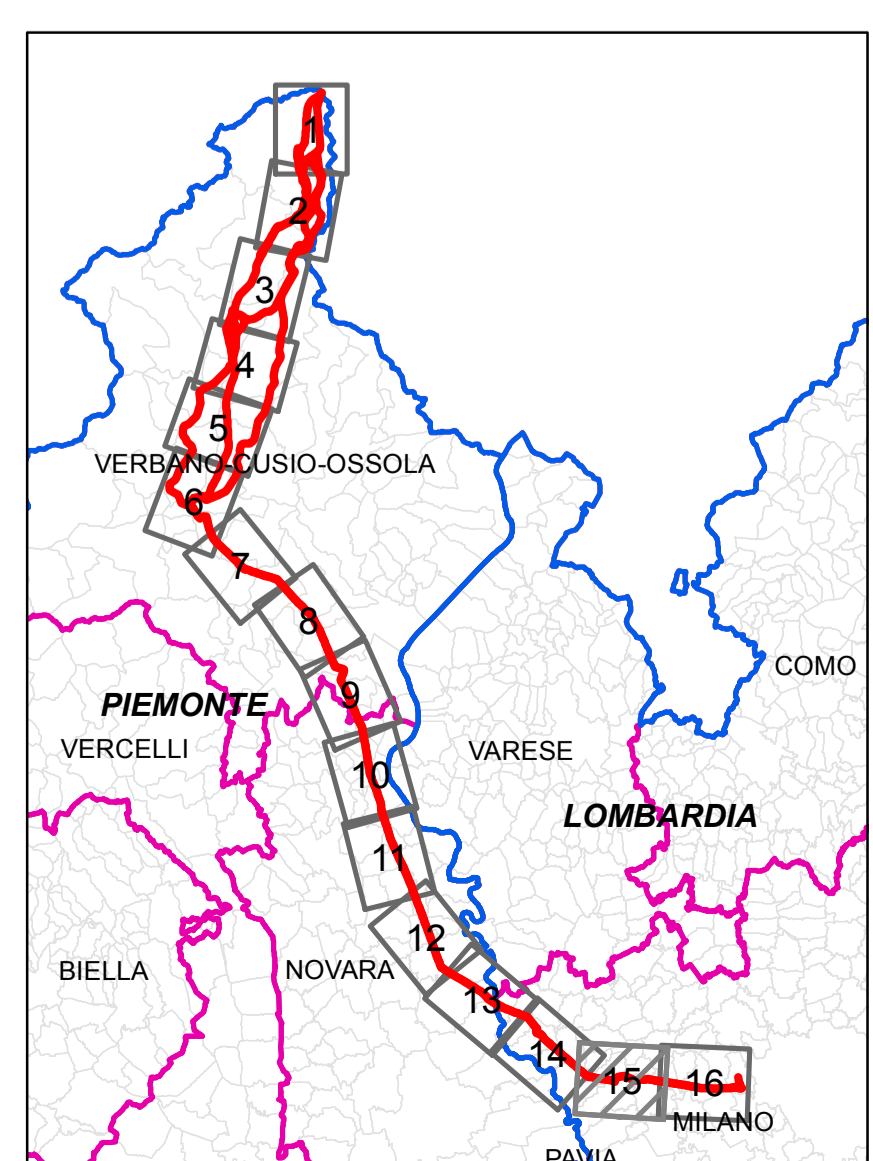 1
2
3
4
5
VERBANO-CUSIO-OSSOLA
6
7
8
COMO
9
PIEMONTE
VERCELLI
VARESE
10
LOMBARDIA
11
12
BIELLA
NOVARA
13
14
15
16
MILANO
PAVIA